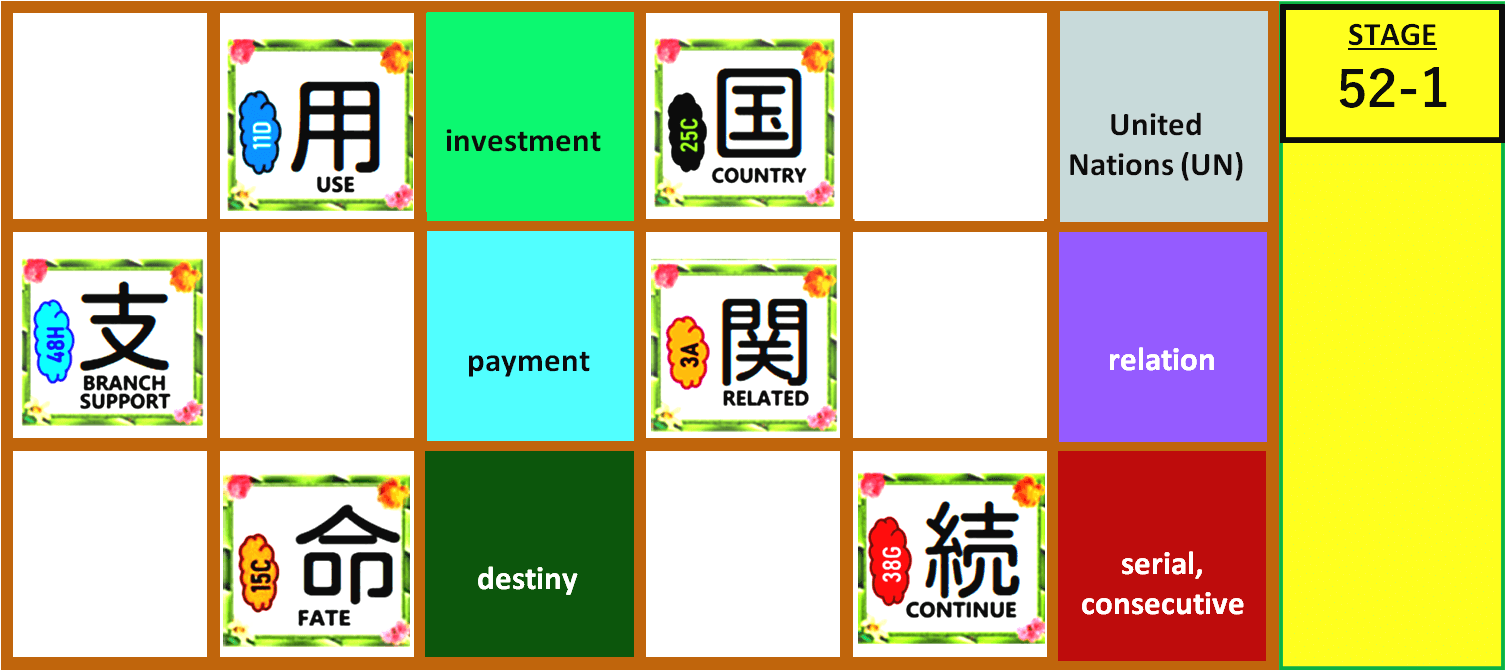 11D
用
USE
investment
25C
国
COUNTRY
United
Nations (UN)
STAGE
52-1
48H
支
BRANCH
SUPPORT
payment
3A
関
RELATED
relation
15C
命
FATE
destiny
38G
続
CONTINUE
serial,
consecutive